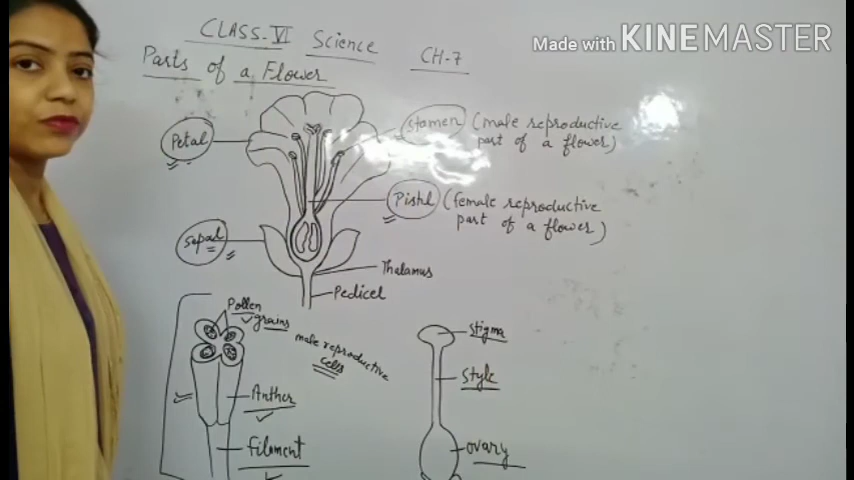 Made with KINEMASTER
CLASS-VI Science CH-7
Parts of a Flower
Petal
Stamen (male reproductive
part of a flower)
Pistil (female reproductive
part of a flower)
Sepal
Thalamus
Pedicel
Pollen
grains
male reproductive
cells
Anther
Filament
Stigma
Style
ovary